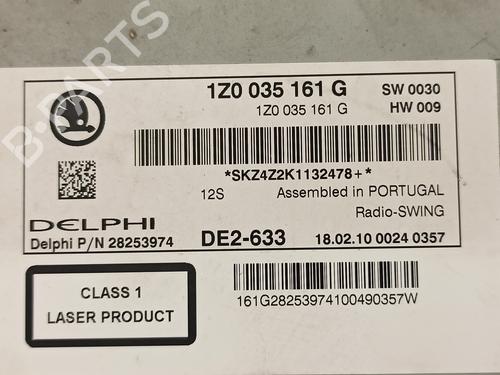 1Z0 035 161 G SW 0030
1Z0 035 161 G HW 009
*SKZ4Z2K1132478+*
12S Assembled in PORTUGAL
Radio-SWING
DELPHI
Delphi P/N 28253974 DE2-633 18.02.10 0024 0357
CLASS 1
LASER PRODUCT
161G28253974100490357W
B-PARTS